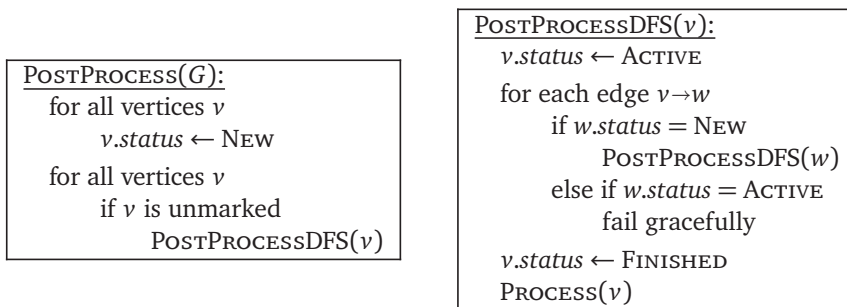 PostProcess(G):
for all vertices v
v.status ← New
for all vertices v
if v is unmarked
PostProcessDFS(v)
PostProcessDFS(v):
v.status ← Active
for each edge v→w
if w.status = New
PostProcessDFS(w)
else if w.status = Active
fail gracefully
v.status ← Finished
Process(v)